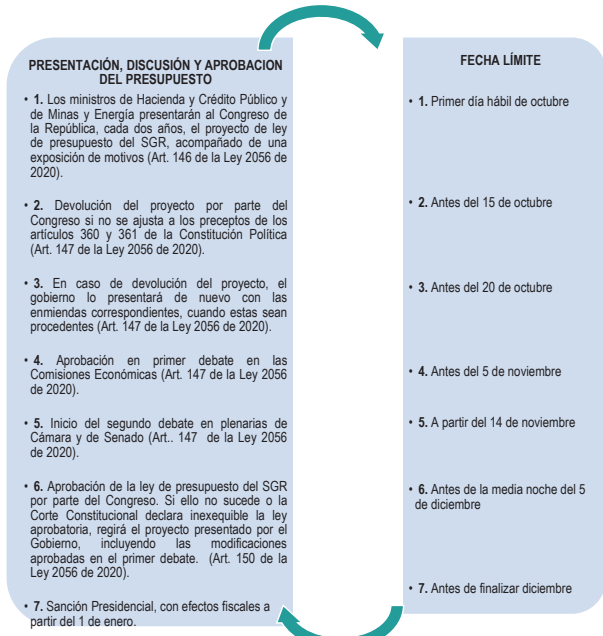 PRESENTACIÓN, DISCUSIÓN Y APROBACION
DEL PRESUPUESTO
• 1. Los ministros de Hacienda y Crédito Público y
de Minas y Energía presentarán al Congreso de
la República, cada dos años, el proyecto de ley
de presupuesto del SGR, acompañado de una
exposición de motivos (Art. 146 de la Ley 2056 de
2020).
• 2. Devolución del proyecto por parte del
Congreso si no se ajusta a los preceptos de los
artículos 360 y 361 de la Constitución Política
(Art. 147 de la Ley 2056 de 2020).
• 3. En caso de devolución del proyecto, el
gobierno lo presentará de nuevo con las
enmiendas correspondientes, cuando estas sean
procedentes (Art. 147 de la Ley 2056 de 2020).
• 4. Aprobación en primer debate en las
Comisiones Económicas (Art. 147 de la Ley 2056
de 2020).
• 5. Inicio del segundo debate en plenarias de
Cámara y de Senado (Art.. 147 de la Ley 2056
de 2020).
• 6. Aprobación de la ley de presupuesto del SGR
por parte del Congreso. Si ello no sucede o la
Corte Constitucional declara inexequible la ley
aprobatoria, regirá el proyecto presentado por el
Gobierno, incluyendo las modificaciones
aprobadas en el primer debate. (Art. 150 de la
Ley 2056 de 2020).
• 7. Sanción Presidencial, con efectos fiscales a
partir del 1 de enero.
FECHA LÍMITE
• 1. Primer día hábil de octubre
• 2. Antes del 15 de octubre
• 3. Antes del 20 de octubre
• 4. Antes del 5 de noviembre
• 5. A partir del 14 de noviembre
• 6. Antes de la media noche del 5
de diciembre
• 7. Antes de finalizar diciembre